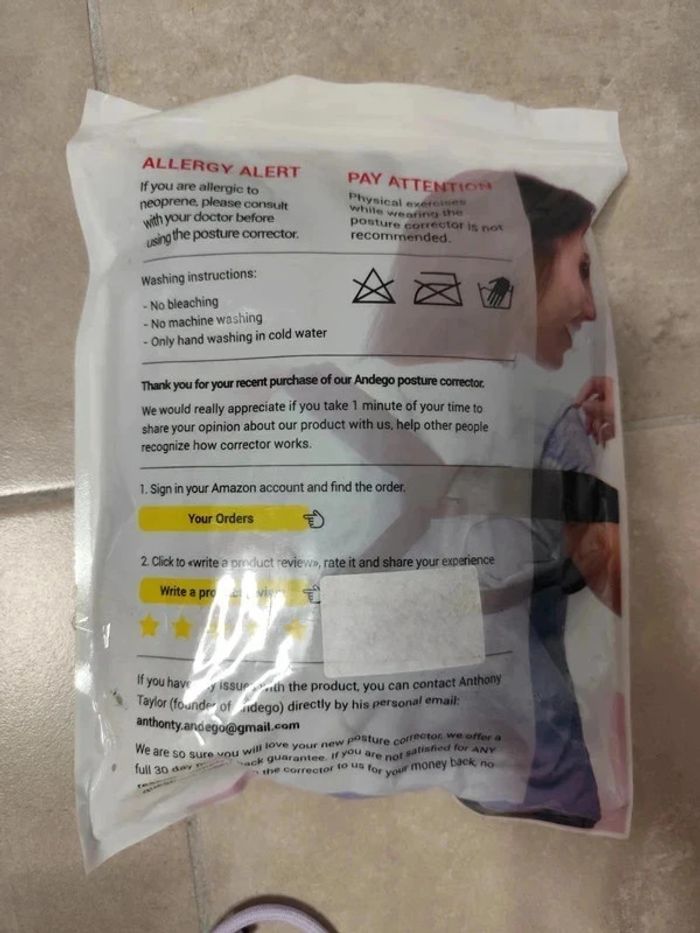 ALLERGY ALERT
If you are allergic to
neoprene, please consult
with your doctor before
using the posture corrector.
PAY ATTENTION
Physical exercises
while wearing the
posture corrector is not
recommended.
Washing instructions:
- No bleaching
- No machine washing
- Only hand washing in cold water
Thank you for your recent purchase of our Andego posture corrector.
We would really appreciate if you take 1 minute of your time to
share your opinion about our product with us, help other people
recognize how corrector works.
1. Sign in your Amazon account and find the order.
Your Orders
2. Click to «write a product review», rate it and share your experience
Write a product review
If you have any issues with the product, you can contact Anthony
Taylor (founder of Andego) directly by his personal email:
anthonty.andego@gmail.com
We are so sure you will love your new posture corrector, we offer a
full 30 day back guarantee. If you are not satisfied for ANY
the corrector to us for your money back, no